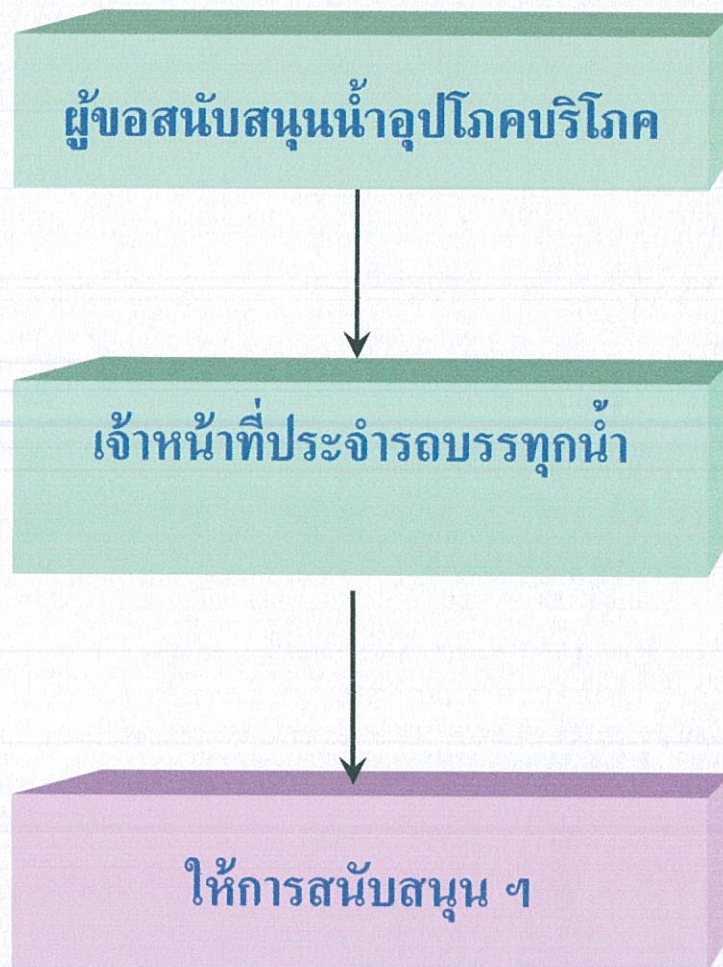 ผู้ขอสนับสนุนน้ำอุปโภคบริโภค
เจ้าหน้าที่ประจำรถบรรทุกน้ำ
ให้การสนับสนุน ฯ